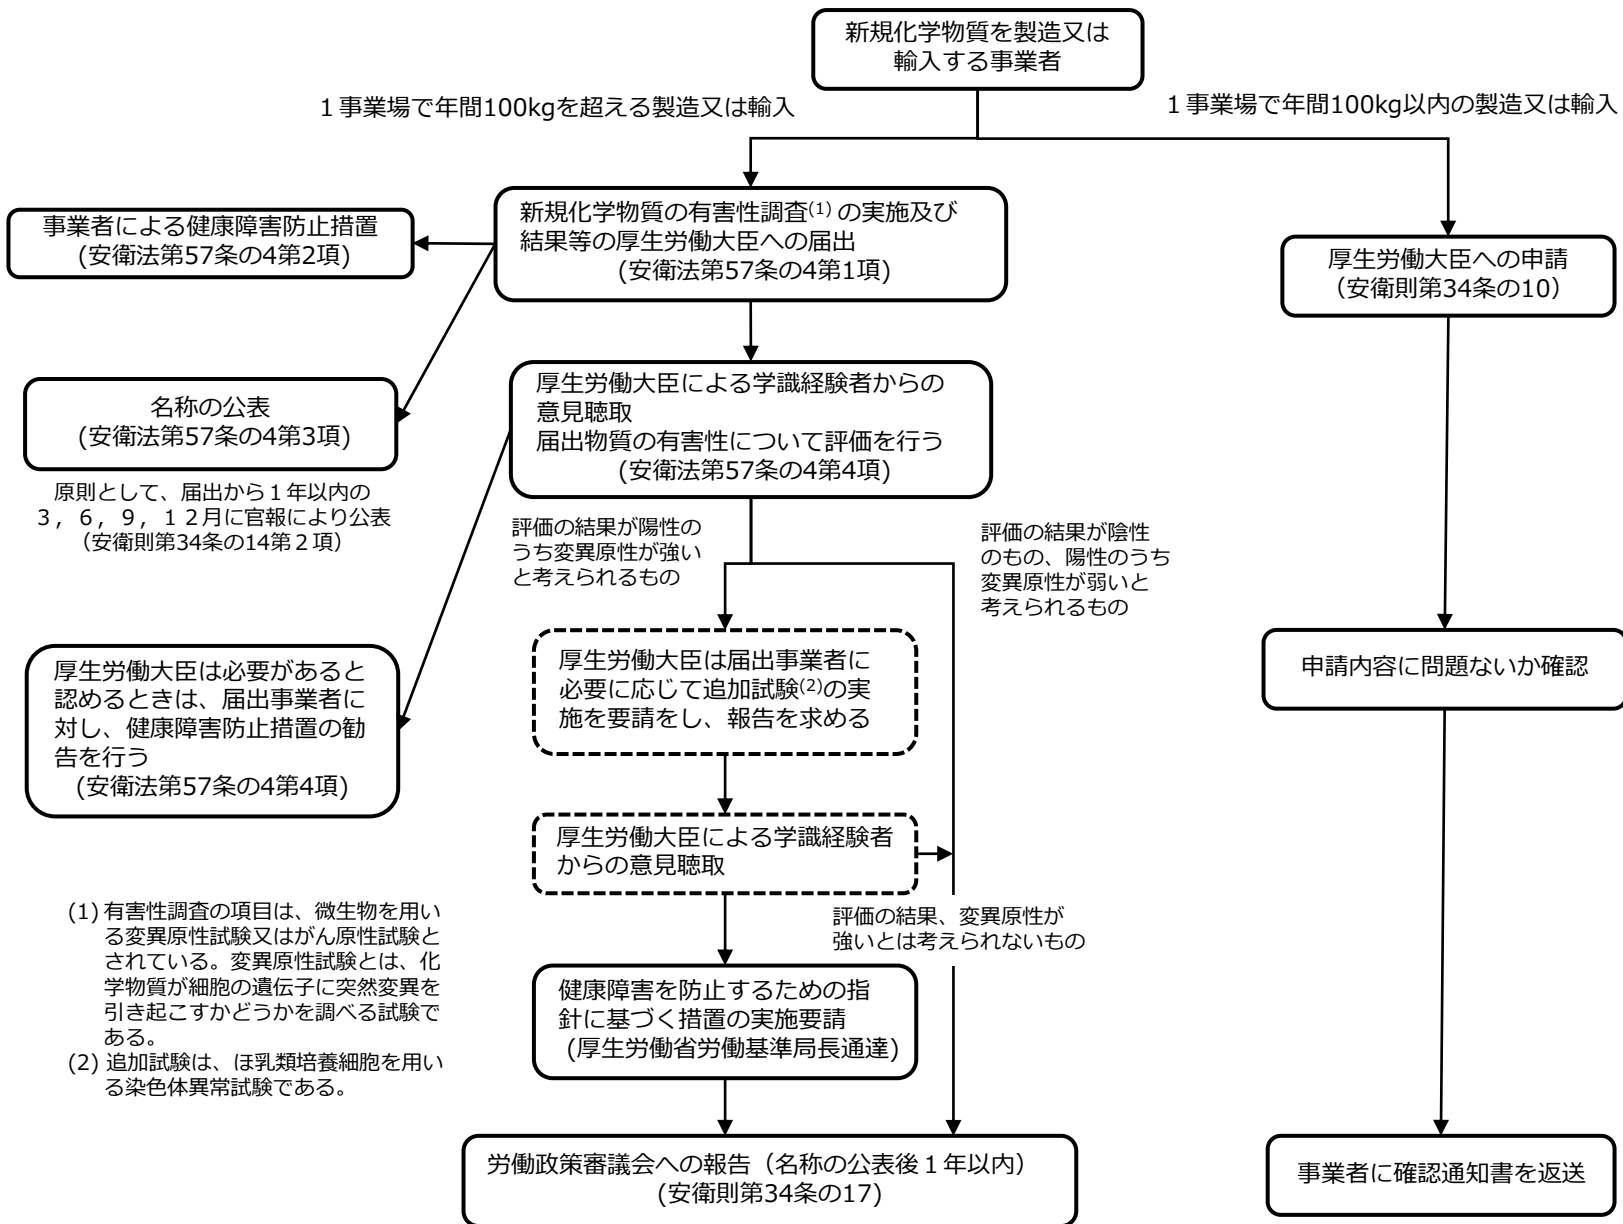 新規化学物質を製造又は
輸入する事業者
１事業場で年間100kgを超える製造又は輸入
１事業場で年間100kg以内の製造又は輸入
事業者による健康障害防止措置
(安衛法第57条の4第2項)
新規化学物質の有害性調査(1) の実施及び
結果等の厚生労働大臣への届出
(安衛法第57条の4第1項)
厚生労働大臣への申請
（安衛則第34条の10）
名称の公表
(安衛法第57条の4第3項)
原則として、届出から１年以内の
３，６，９，１２月に官報により公表
（安衛則第34条の14第２項）
厚生労働大臣による学識経験者からの
意見聴取
届出物質の有害性について評価を行う
(安衛法第57条の4第4項)
評価の結果が陽性の
うち変異原性が強い
と考えられるもの
評価の結果が陰性
のもの、陽性のうち
変異原性が弱いと
考えられるもの
厚生労働大臣は必要があると
認めるときは、届出事業者に
対し、健康障害防止措置の勧
告を行う
(安衛法第57条の4第4項)
厚生労働大臣は届出事業者に
必要に応じて追加試験(2)の実
施を要請をし、報告を求める
申請内容に問題ないか確認
厚生労働大臣による学識経験者
からの意見聴取
評価の結果、変異原性が
強いとは考えられないもの
(1) 有害性調査の項目は、微生物を用い
る変異原性試験又はがん原性試験と
されている。変異原性試験とは、化
学物質が細胞の遺伝子に突然変異を
引き起こすかどうかを調べる試験で
ある。
(2) 追加試験は、ほ乳類培養細胞を用い
る染色体異常試験である。
健康障害を防止するための指
針に基づく措置の実施要請
(厚生労働省労働基準局長通達)
労働政策審議会への報告（名称の公表後１年以内）
(安衛則第34条の17)
事業者に確認通知書を返送